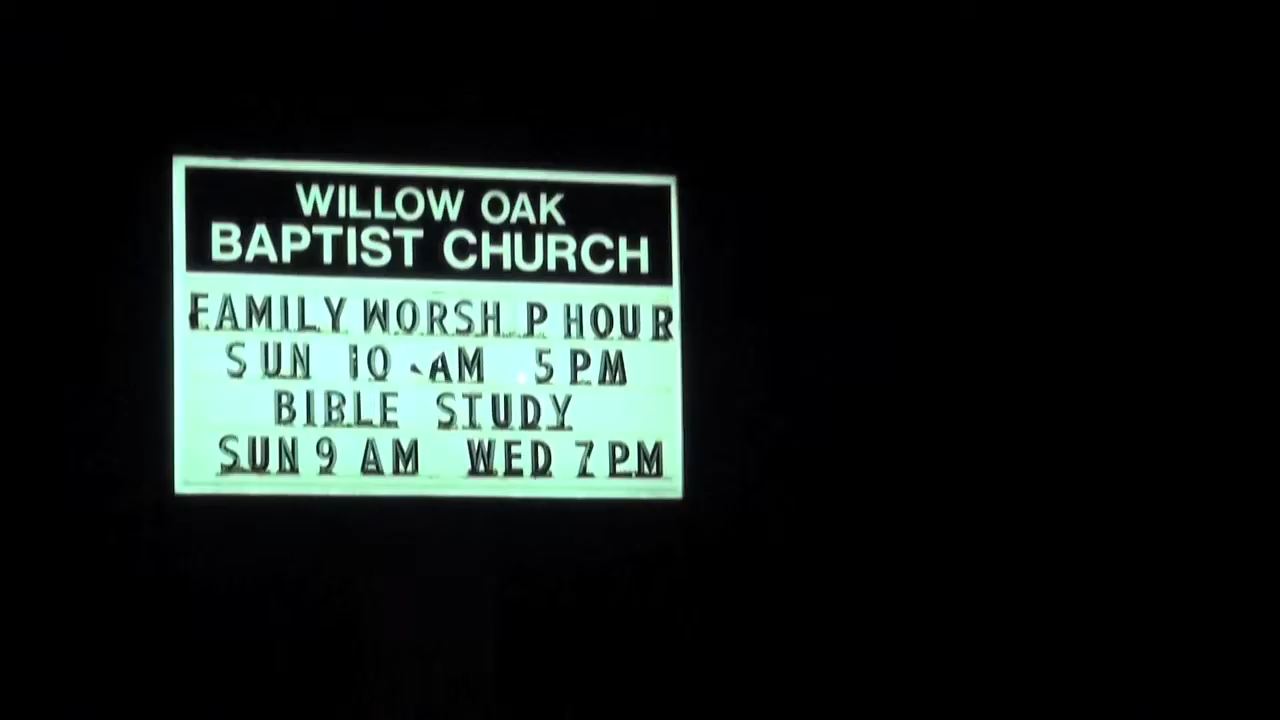 WILLOW OAK
BAPTIST CHURCH
FAMILY WORSH P HOUR
SUN 10 AM 5 PM
BIBLE STUDY
SUN 9 AM WED 7 PM